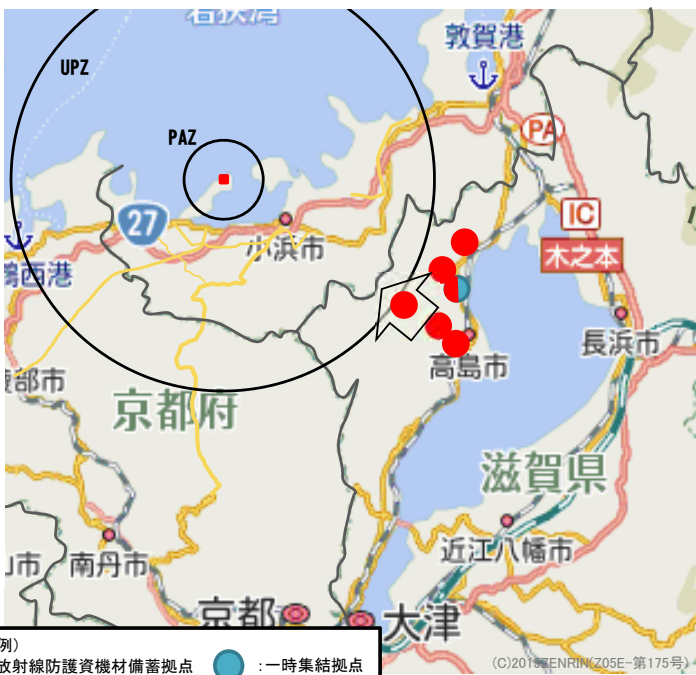 若狭湾
敦賀港
UPZ
PAZ
PA
27
IC
小浜市
木之本
鶴西港
長浜市
高島市
部市
京都府
滋賀県
市
南丹市
近江八幡市
京都
大津
例)
放射線防護資機材備蓄拠点
:一時集結拠点
(C)2015ZENRIN(Z05E-第175号)